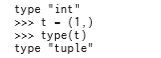 type "int"
>>> t = (1,)
>>> type(t)
type "tuple"